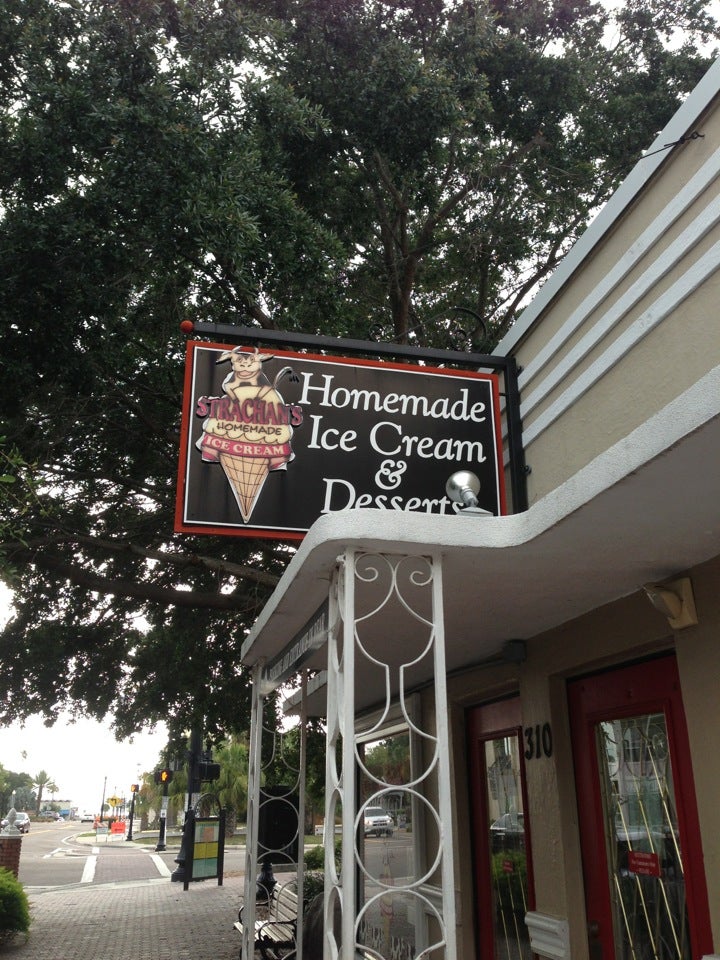 STRACHAN'S
HOMEMADE
ICE CREAM
Homemade
Ice Cream
&
Desserts
310